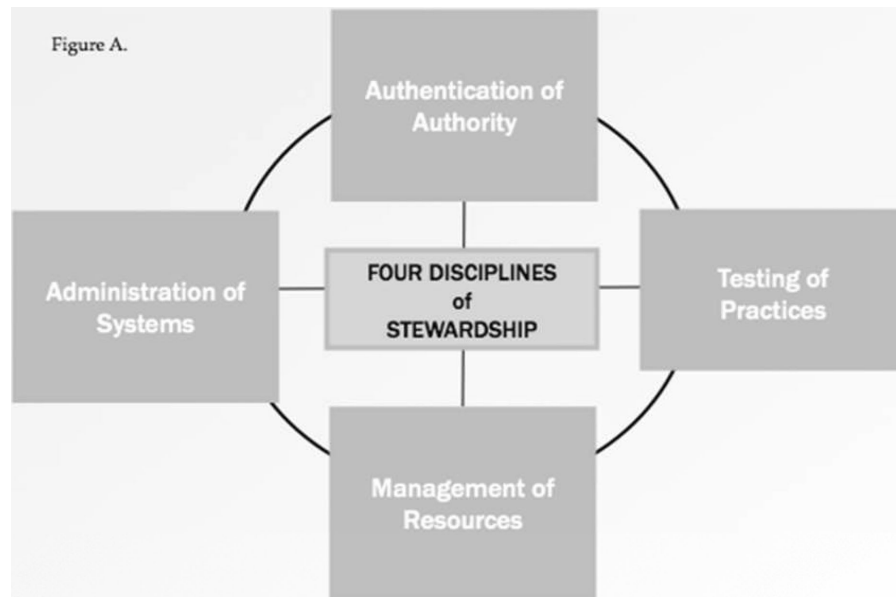 Figure A.
Authentication of
Authority
Administration of
Systems
FOUR DISCIPLINES
of
STEWARDSHIP
Testing of
Practices
Management of
Resources